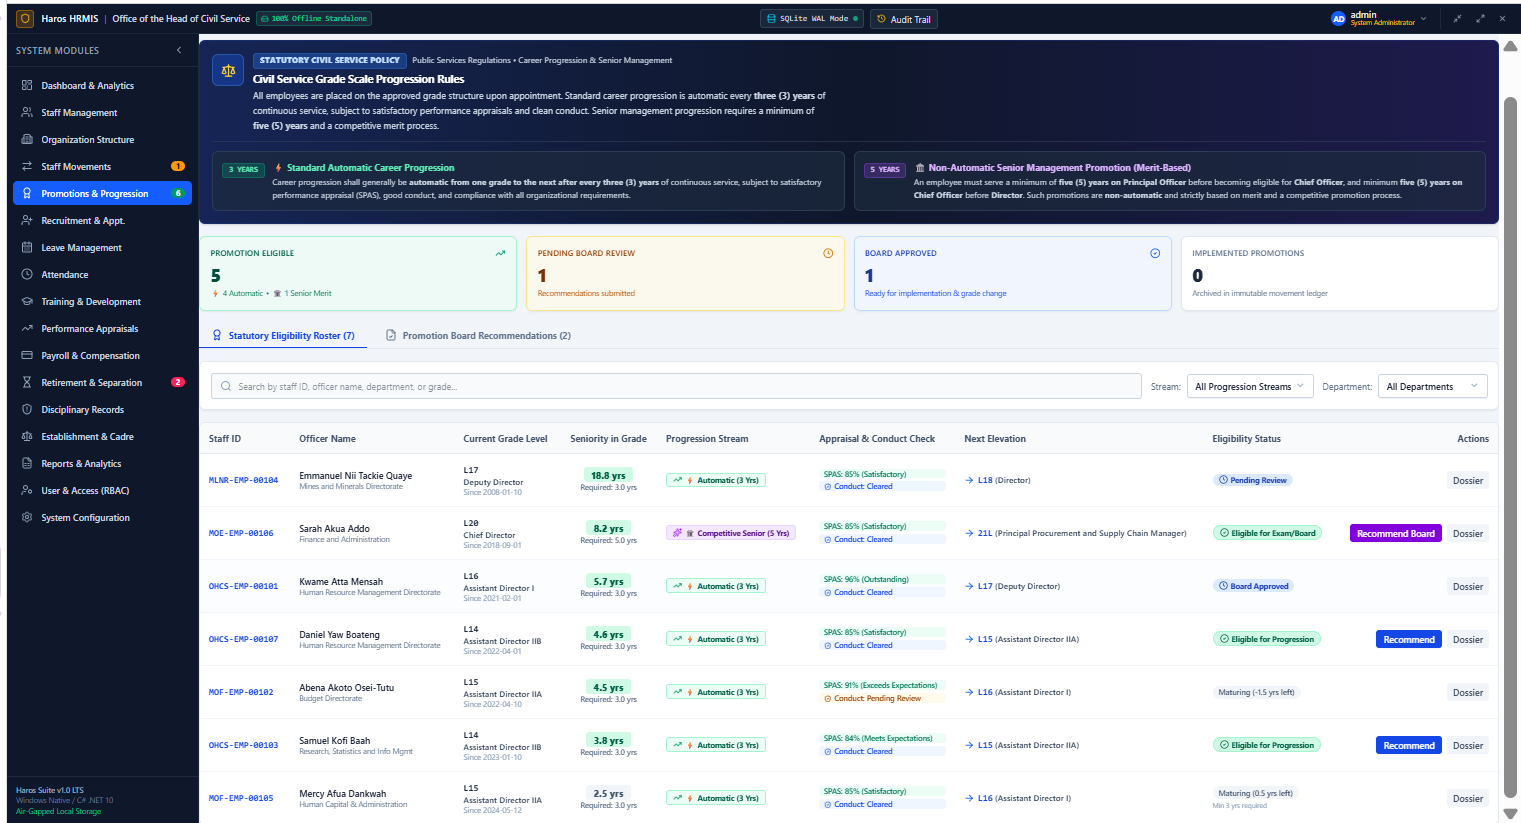 Haros HRMIS | Office of the Head of Civil Service 100% Offline Standalone
SQLite WAL Mode
Audit Trail
AD admin
System Administrator
SYSTEM MODULES
Dashboard & Analytics
Staff Management
Organization Structure
Staff Movements 1
Promotions & Progression 6
Recruitment & Appt.
Leave Management
Attendance
Training & Development
Performance Appraisals
Payroll & Compensation
Retirement & Separation 2
Disciplinary Records
Establishment & Cadre
Reports & Analytics
User & Access (RBAC)
System Configuration
Haros Suite v1.0 LTS
Windows Native / C# .NET 10
Air-Gapped Local Storage
STATUTORY CIVIL SERVICE POLICY Public Services Regulations • Career Progression & Senior Management
Civil Service Grade Scale Progression Rules
All employees are placed on the approved grade structure upon appointment. Standard career progression is automatic every three (3) years of
continuous service, subject to satisfactory performance appraisals and clean conduct. Senior management progression requires a minimum of
five (5) years and a competitive merit process.
3 YEARS Standard Automatic Career Progression
Career progression shall generally be automatic from one grade to the next after every three (3) years of continuous service, subject to satisfactory
performance appraisal (SPAS), good conduct, and compliance with all organizational requirements.
5 YEARS Non-Automatic Senior Management Promotion (Merit-Based)
An employee must serve a minimum of five (5) years on Principal Officer before becoming eligible for Chief Officer, and minimum five (5) years on
Chief Officer before Director. Such promotions are non-automatic and strictly based on merit and a competitive promotion process.
PROMOTION ELIGIBLE
5
4 Automatic • 1 Senior Merit
PENDING BOARD REVIEW
1
Recommendations submitted
BOARD APPROVED
1
Ready for implementation & grade change
IMPLEMENTED PROMOTIONS
0
Archived in immutable movement ledger
Statutory Eligibility Roster (7) Promotion Board Recommendations (2)
Search by staff ID, officer name, department, or grade...
Stream: All Progression Streams Department: All Departments
Staff ID Officer Name Current Grade Level Seniority in Grade Progression Stream Appraisal & Conduct Check Next Elevation Eligibility Status Actions
MLNR-EMP-00104
Emmanuel Nii Tackie Quaye
Mines and Minerals Directorate
L17
Deputy Director
Since 2008-01-10
18.8 yrs
Required: 3.0 yrs
Automatic (3 Yrs)
SPAS: 85% (Satisfactory)
Conduct: Cleared
L18 (Director)
Pending Review
Dossier
MOE-EMP-00106
Sarah Akua Addo
Finance and Administration
L20
Chief Director
Since 2018-09-01
8.2 yrs
Required: 5.0 yrs
Competitive Senior (5 Yrs)
SPAS: 85% (Satisfactory)
Conduct: Cleared
21L (Principal Procurement and Supply Chain Manager)
Eligible for Exam/Board
Recommend Board
Dossier
OHCS-EMP-00101
Kwame Atta Mensah
Human Resource Management Directorate
L16
Assistant Director I
Since 2021-02-01
5.7 yrs
Required: 3.0 yrs
Automatic (3 Yrs)
SPAS: 96% (Outstanding)
Conduct: Cleared
L17 (Deputy Director)
Board Approved
Dossier
OHCS-EMP-00107
Daniel Yaw Boateng
Human Resource Management Directorate
L14
Assistant Director IIB
Since 2022-04-01
4.6 yrs
Required: 3.0 yrs
Automatic (3 Yrs)
SPAS: 85% (Satisfactory)
Conduct: Cleared
L15 (Assistant Director IIA)
Eligible for Progression
Recommend
Dossier
MOF-EMP-00102
Abena Akoto Osei-Tutu
Budget Directorate
L15
Assistant Director IIA
Since 2022-04-10
4.5 yrs
Required: 3.0 yrs
Automatic (3 Yrs)
SPAS: 91% (Exceeds Expectations)
Conduct: Pending Review
L16 (Assistant Director I)
Maturing (-1.5 yrs left)
Dossier
OHCS-EMP-00103
Samuel Kofi Baah
Research, Statistics and Info Mgmt
L14
Assistant Director IIB
Since 2023-01-10
3.8 yrs
Required: 3.0 yrs
Automatic (3 Yrs)
SPAS: 84% (Meets Expectations)
Conduct: Cleared
L15 (Assistant Director IIA)
Eligible for Progression
Recommend
Dossier
MOF-EMP-00105
Mercy Afua Dankwah
Human Capital & Administration
L15
Assistant Director IIA
Since 2024-05-12
2.5 yrs
Required: 3.0 yrs
Automatic (3 Yrs)
SPAS: 85% (Satisfactory)
Conduct: Cleared
L16 (Assistant Director I)
Maturing (0.5 yrs left)
Min 3 yrs required
Dossier